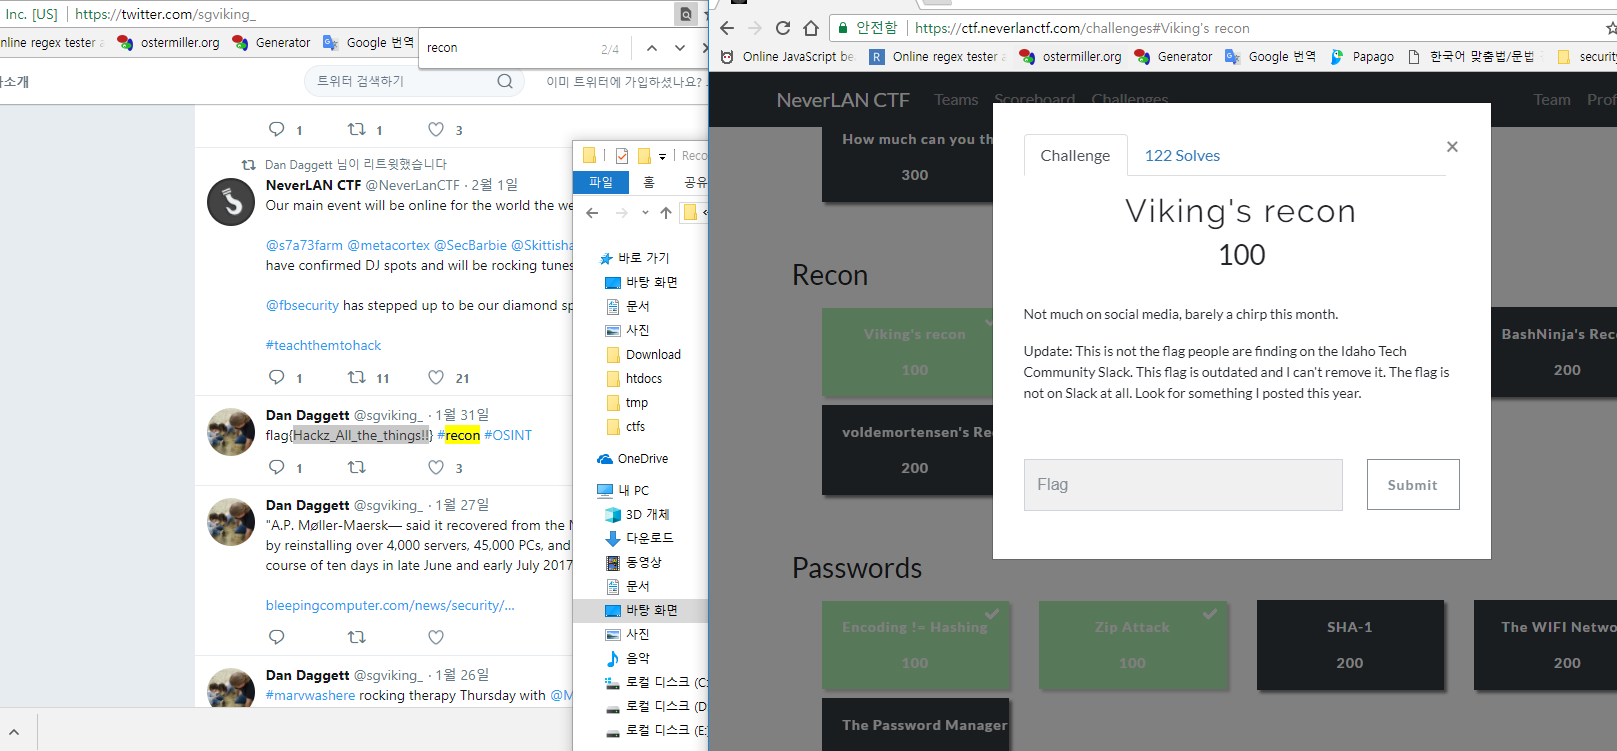 Inc. [US] https://twitter.com/sgviking_
nline regex tester ostermiller.org Generator Google 번역
recon 2/4
소개 트위터 검색하기 이미 트위터에 가입하셨나요?
1 1 3
Dan Daggett 님이 리트윗했습니다
NeverLAN CTF @NeverLanCTF · 2월 1일
Our main event will be online for the world the we
@s7a73farm @metacortex @SecBarbie @Skittisha
have confirmed DJ spots and will be rocking tunes
@fbsecurity has stepped up to be our diamond sp
#teachthemtohack
1 11 21
Dan Daggett @sgviking_ · 1월 31일
flag{Hackz_All_the_things!!} #recon #OSINT
1 3
Dan Daggett @sgviking_ · 1월 27일
"A.P. Møller-Maersk— said it recovered from the N
by reinstalling over 4,000 servers, 45,000 PCs, and
course of ten days in late June and early July 2017
bleepingcomputer.com/news/security/...
Dan Daggett @sgviking_ · 1월 26일
#marvwashere rocking therapy Thursday with @M
Reco
파일 홈 공유
바로 가기
바탕 화면
문서
사진
Download
htdocs
tmp
ctfs
OneDrive
내 PC
3D 개체
다운로드
동영상
문서
바탕 화면
사진
음악
로컬 디스크 (C:
로컬 디스크 (D
로컬 디스크 (E:
안전함 https://ctf.neverlanctf.com/challenges#Viking's recon
Online JavaScript be Online regex tester ostermiller.org Generator Google 번역 Papago 한국어 맞춤법/문법 security
NeverLAN CTF Teams Scoreboard Challenges Team Prof
How much can you th
300
Recon
Viking's recon
100
BashNinja's Reco
200
voldemortensen's Re
200
Challenge 122 Solves ×
Viking's recon
100
Not much on social media, barely a chirp this month.
Update: This is not the flag people are finding on the Idaho Tech
Community Slack. This flag is outdated and I can't remove it. The flag is
not on Slack at all. Look for something I posted this year.
Flag Submit
Passwords
Encoding != Hashing
100
Zip Attack
100
SHA-1
200
The WIFI Netwo
200
The Password Manager